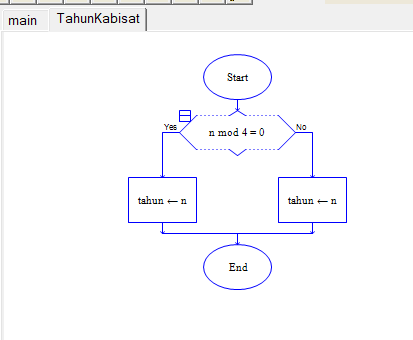 main TahunKabisat
Start
Yes
n mod 4 = 0
No
tahun ← n
tahun ← n
End